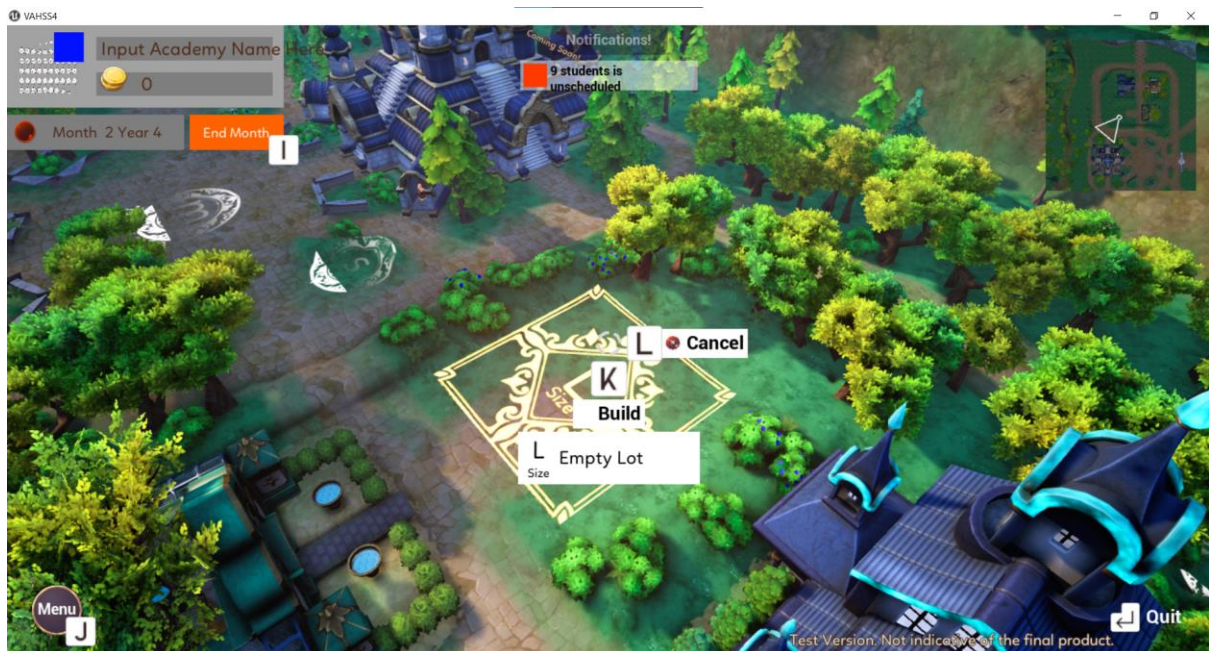 VAHSS4
Input Academy Name Here
0
Month 2 Year 4
End Month
I
Coming Soon!
Notifications!
9 students is
unscheduled
L
Cancel
K
Size
Build
L
Size
Empty Lot
Menu
J
Quit
Test Version. Not indicative of the final product.